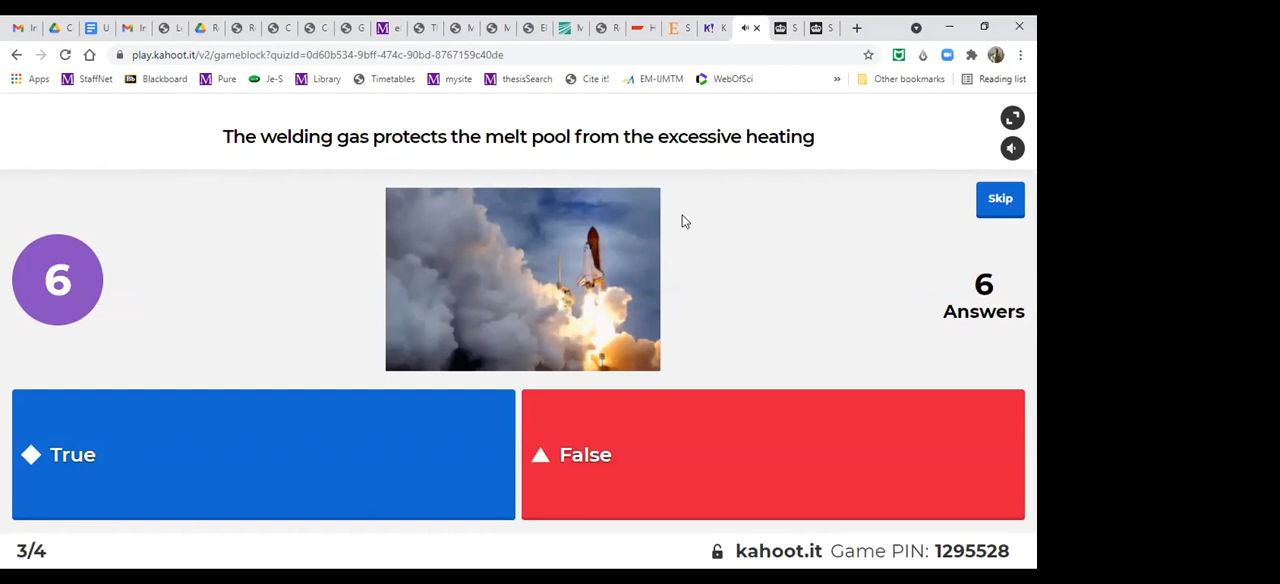 play.kahoot.it/v2/gameblock?quizId=0d60b534-9bff-474c-90bd-8767159c40de
Apps StaffNet Bb Blackboard Pure Je-S Library Timetables mysite thesisSearch Cite it! EM-IJMTM WebOfSci » Other bookmarks Reading list
The welding gas protects the melt pool from the excessive heating
Skip
6
6
Answers
True
False
3/4
kahoot.it Game PIN: 1295528